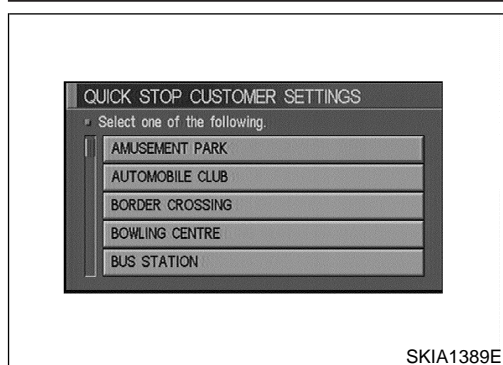 QUICK STOP CUSTOMER SETTINGS
Select one of the following.
AMUSEMENT PARK
AUTOMOBILE CLUB
BORDER CROSSING
BOWLING CENTRE
BUS STATION
SKIA1389E